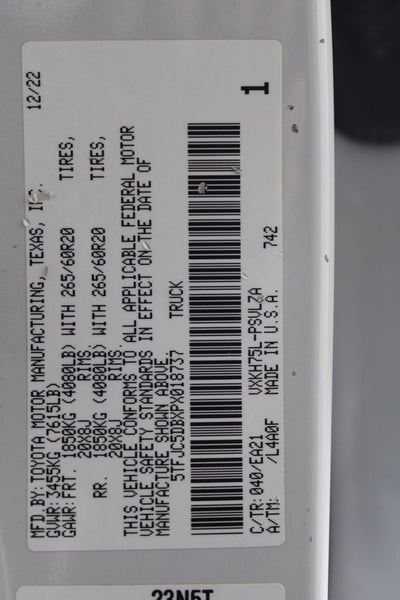 MFD.BY:TOYOTA MOTOR MANUFACTURING, TEXAS, INC. 12/22
GVWR:3455KG (7615LB)
GAWR:FRT. 1850KG (4080LB) WITH 265/60R20 TIRES,
20X8J RIMS.
RR. 1850KG (4080LB) WITH 265/60R20 TIRES,
20X8J RIMS.
THIS VEHICLE CONFORMS TO ALL APPLICABLE FEDERAL MOTOR
VEHICLE SAFETY STANDARDS IN EFFECT ON THE DATE OF
MANUFACTURE SHOWN ABOVE.
5TFJC5DBXPX018737 TRUCK
1
VXKH75L-PSVLZA
C/TR:040/EA21 MADE IN U.S.A.
A/TM: /L4A0F 742
23N5T